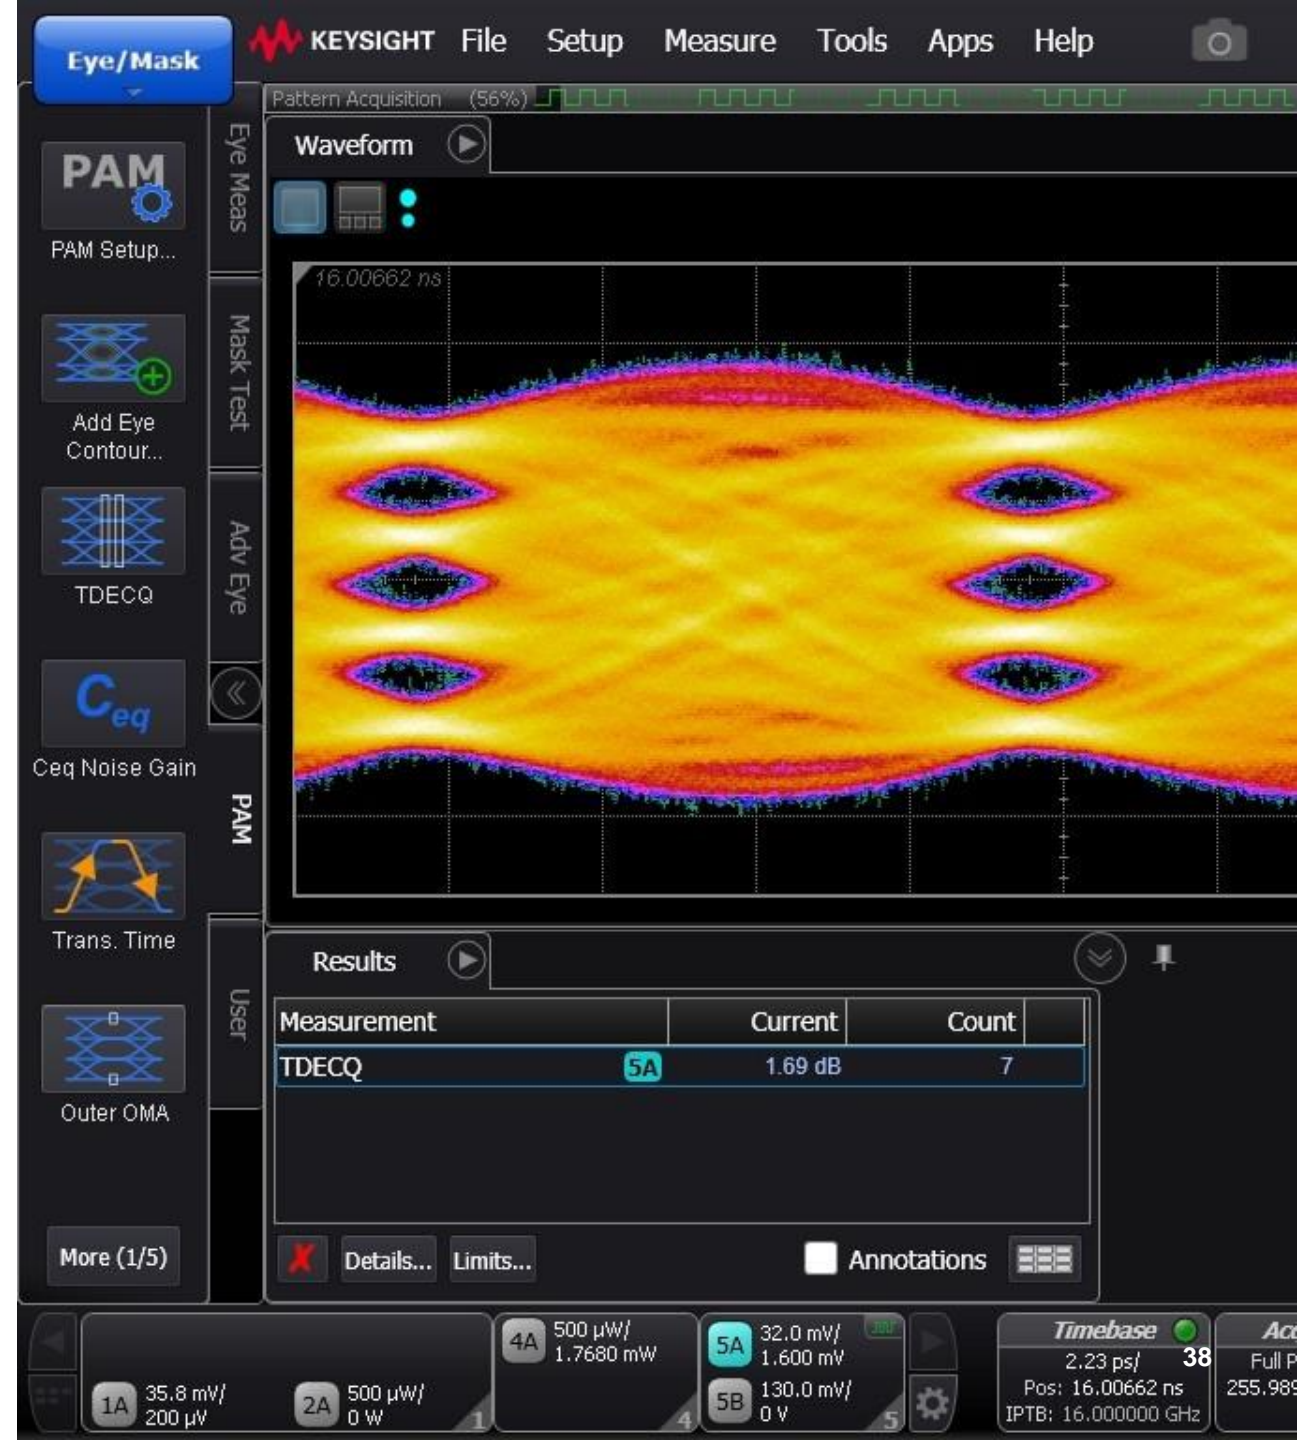 Eye/Mask
KEYSIGHT File Setup Measure Tools Apps Help
Pattern Acquisition (56%)
Waveform
16.00662 ns
PAM
PAM Setup...
Add Eye
Contour...
TDECQ
Ceq
Ceq Noise Gain
Trans. Time
Outer OMA
More (1/5)
Eye Meas
Mask Test
Adv Eye
PAM
User
Results
Measurement Current Count
TDECQ 5A 1.69 dB 7
Details... Limits... Annotations
1A 35.8 mV/
200 µV
2A 500 µW/
0 W
1
4A 500 µW/
1.7680 mW
4
5A 32.0 mV/
1.600 mV
5B 130.0 mV/
0 V
5
Timebase
2.23 ps/
38
Pos: 16.00662 ns
IPTB: 16.000000 GHz
Acc
Full P
255.989